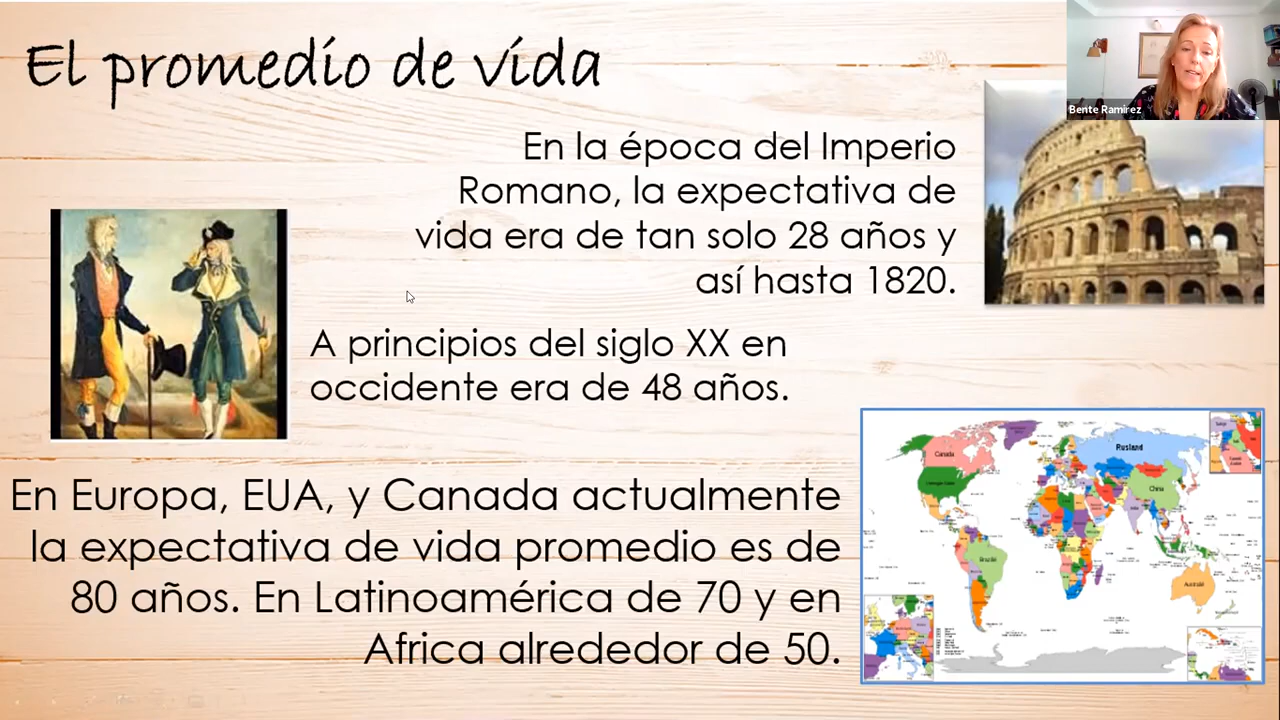 El promedio de vida
Bente Ramirez
En la época del Imperio
Romano, la expectativa de
vida era de tan solo 28 años y
así hasta 1820.
A principios del siglo XX en
occidente era de 48 años.
En Europa, EUA, y Canada actualmente
la expectativa de vida promedio es de
80 años. En Latinoamérica de 70 y en
Africa alrededor de 50.
Canada
Rusland
China
Brazilië
Australië